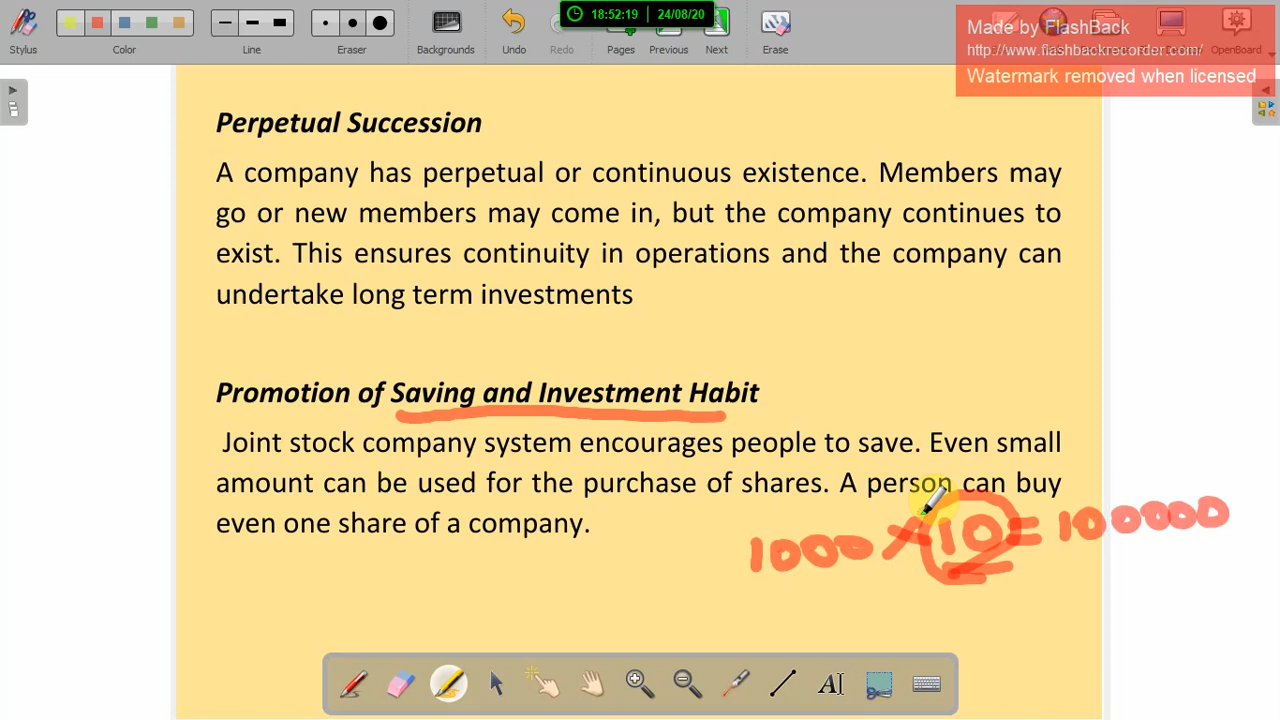 18:52:19 | 24/08/20
Made by FlashBack
http://www.flashbackrecorder.com/
Watermark removed when licensed
Stylus Color Line Eraser Backgrounds Undo Redo Pages Previous Next Erase OpenBoard
Perpetual Succession
A company has perpetual or continuous existence. Members may
go or new members may come in, but the company continues to
exist. This ensures continuity in operations and the company can
undertake long term investments
Promotion of Saving and Investment Habit
Joint stock company system encourages people to save. Even small
amount can be used for the purchase of shares. A person can buy
even one share of a company.
1000 × 10 = 100000